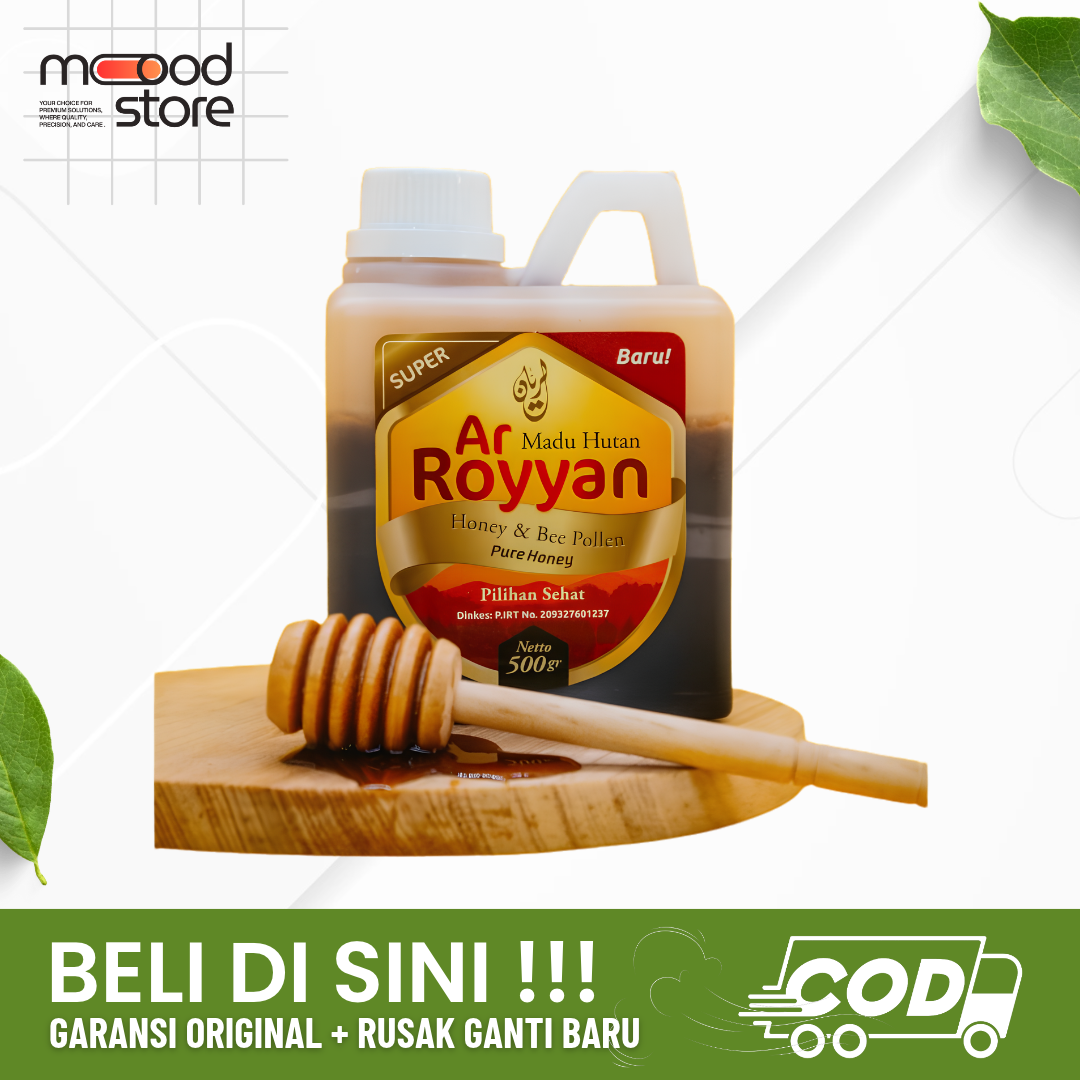 mood
store
YOUR CHOICE FOR
PREMIUM SOLUTIONS,
WHERE QUALITY,
PRECISION, AND CARE.
SUPER
Baru!
ريان
Ar Madu Hutan
Royyan
Honey & Bee Pollen
Pure Honey
Pilihan Sehat
Dinkes: P.IRT No. 209327601237
Netto
500gr
BELI DI SINI !!!
GARANSI ORIGINAL + RUSAK GANTI BARU
COD